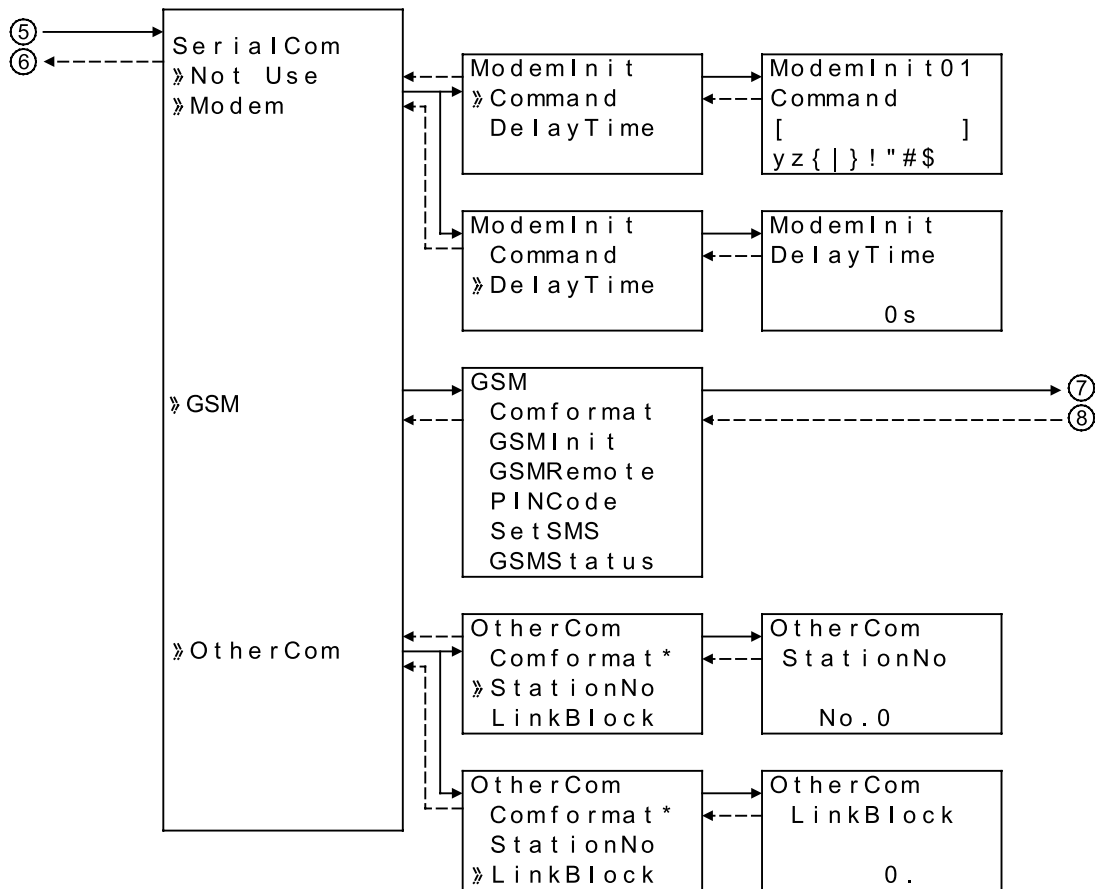 ⑤
⑥
SerialCom
»Not Use
»Modem
»GSM
»OtherCom
ModemInit
»Command
DelayTime
ModemInit01
Command
[ ]
yz{|}!"#$
ModemInit
Command
»DelayTime
ModemInit
DelayTime
0s
GSM
Comformat
GSMInit
GSMRemote
PINCode
SetSMS
GSMStatus
⑦
⑧
OtherCom
Comformat*
»StationNo
LinkBlock
OtherCom
StationNo
No.0
OtherCom
Comformat*
StationNo
»LinkBlock
OtherCom
LinkBlock
0.